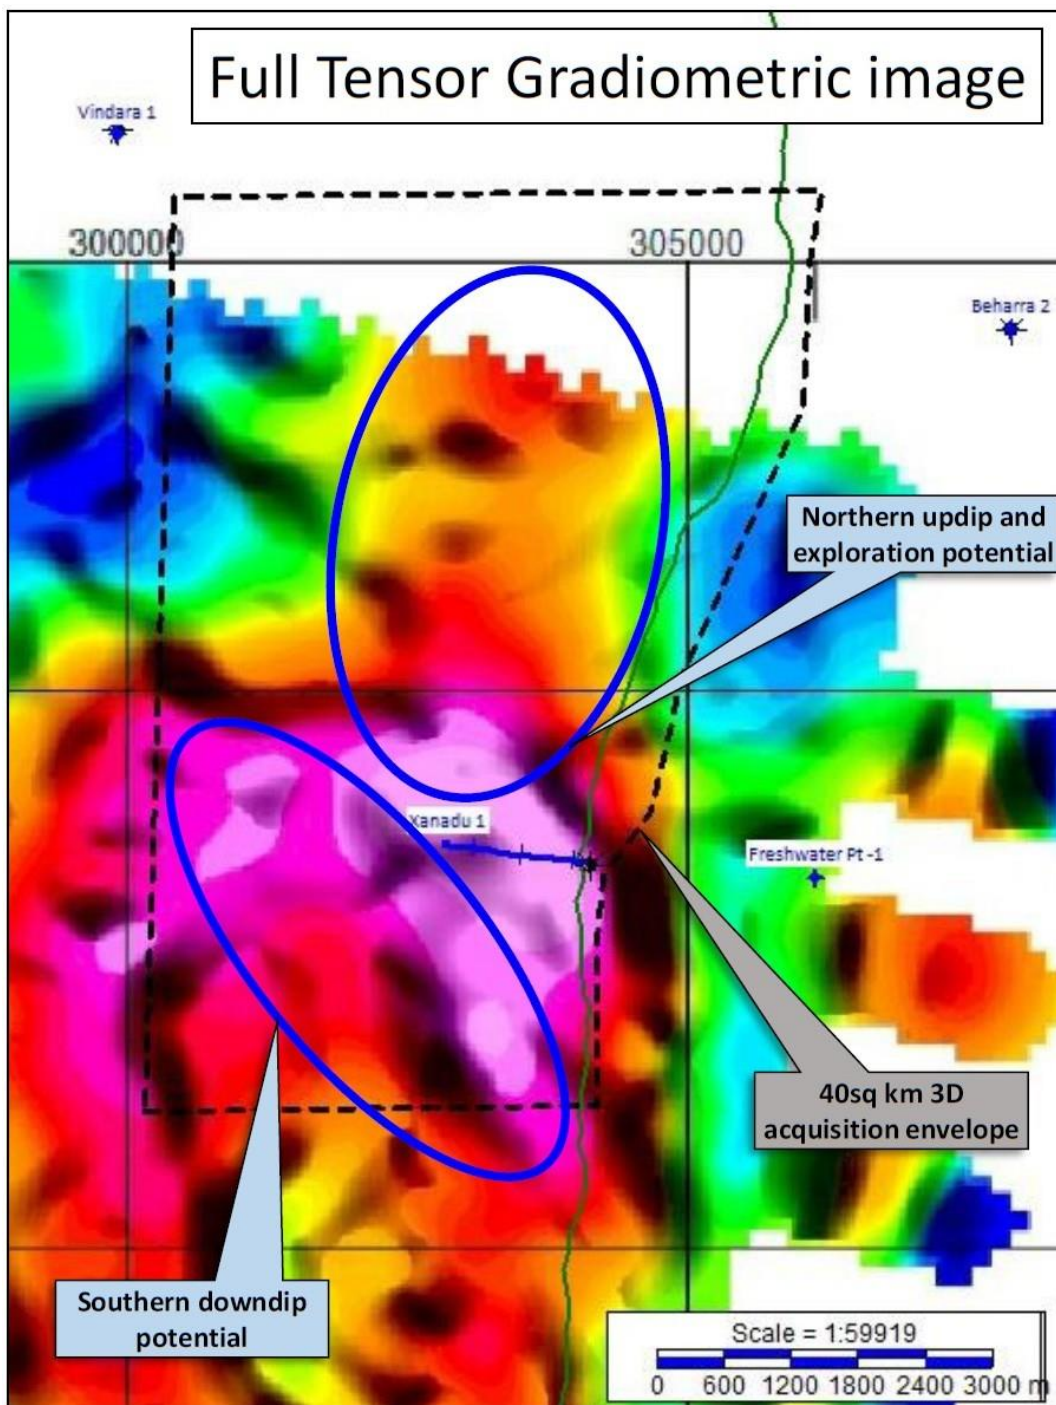 Full Tensor Gradiometric image
Vindara 1
300000
305000
Beharra 2
Northern updip and
exploration potential
Xanadu 1
Freshwater Pt -1
40sq km 3D
acquisition envelope
Southern downdip
potential
Scale = 1:59919
0 600 1200 1800 2400 3000 m